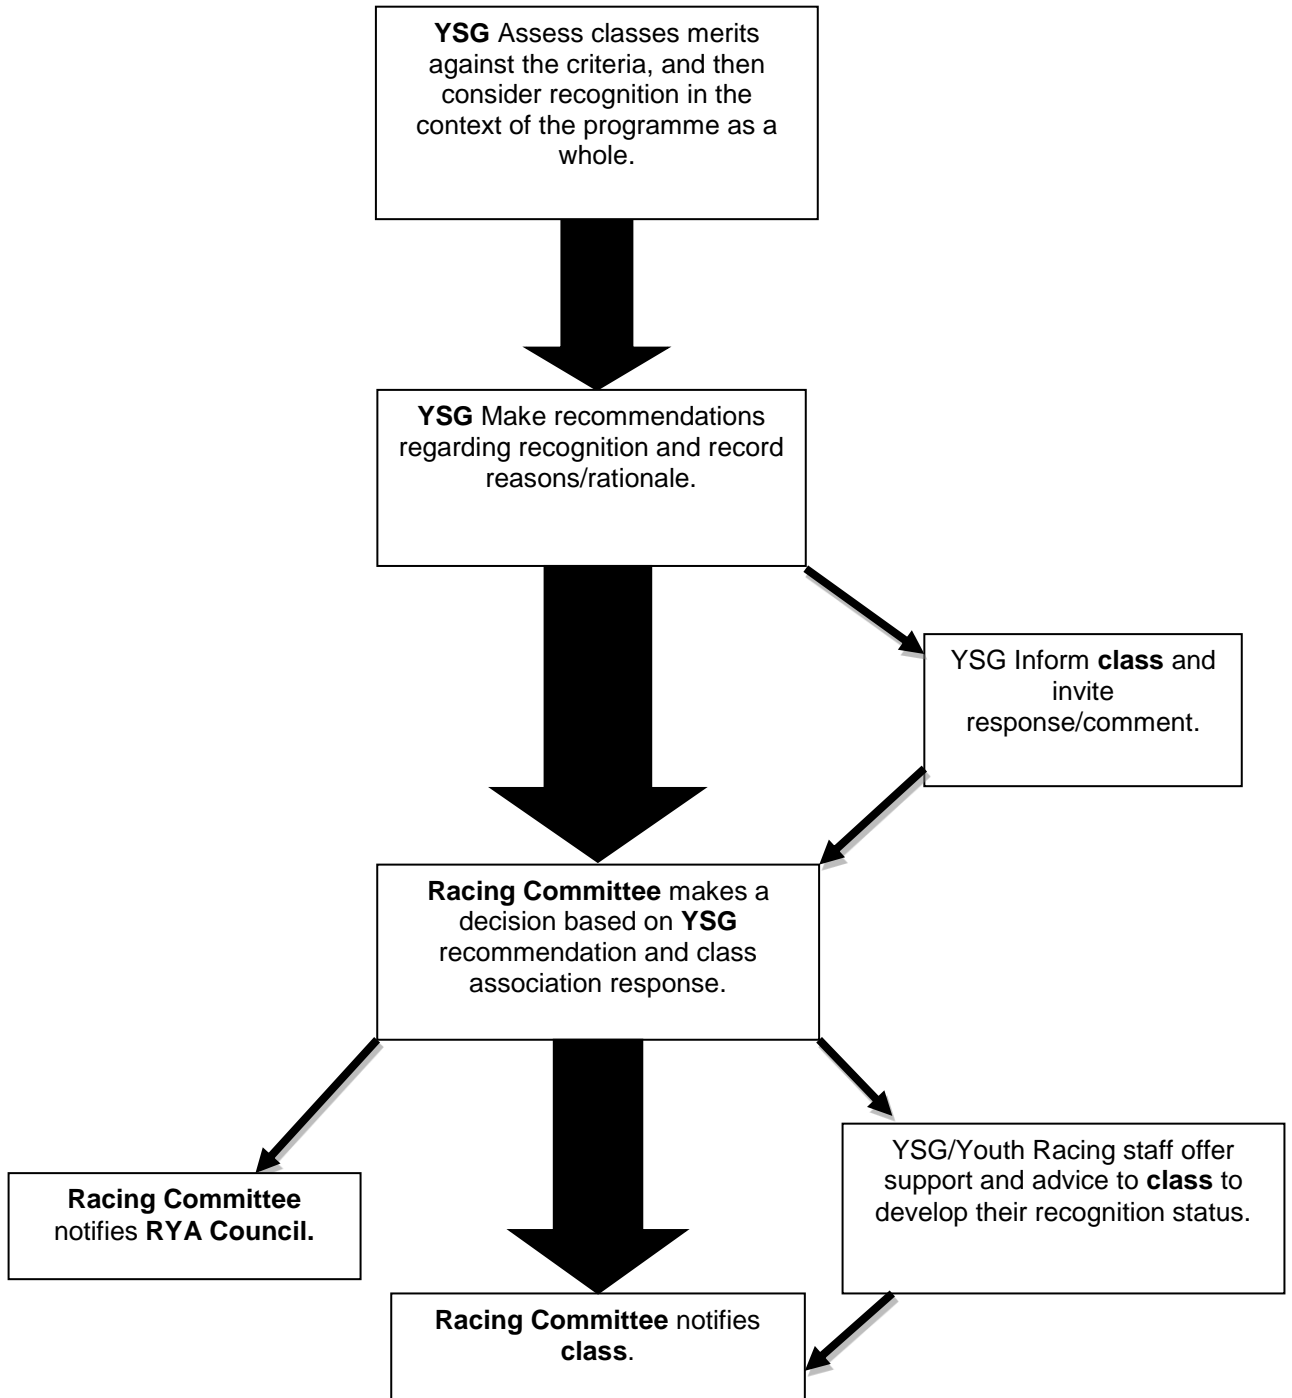 YSG Assess classes merits
against the criteria, and then
consider recognition in the
context of the programme as a
whole.
YSG Make recommendations
regarding recognition and record
reasons/rationale.
YSG Inform class and
invite
response/comment.
Racing Committee makes a
decision based on YSG
recommendation and class
association response.
YSG/Youth Racing staff offer
support and advice to class to
develop their recognition status.
Racing Committee
notifies RYA Council.
Racing Committee notifies
class.